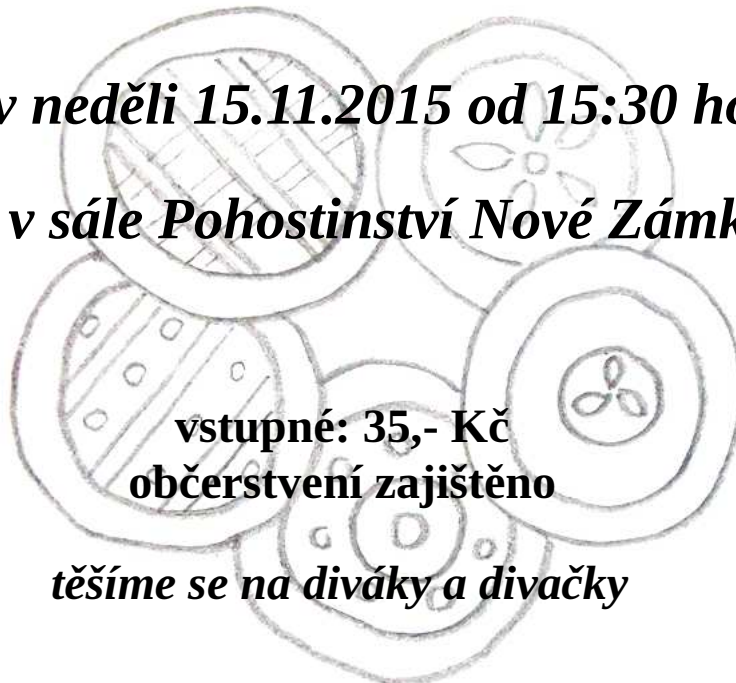 v neděli 15.11.2015 od 15:30 ho
v sále Pohostinství Nové Zámk
vstupné: 35,- Kč
občerstvení zajištěno
těšíme se na diváky a divačky